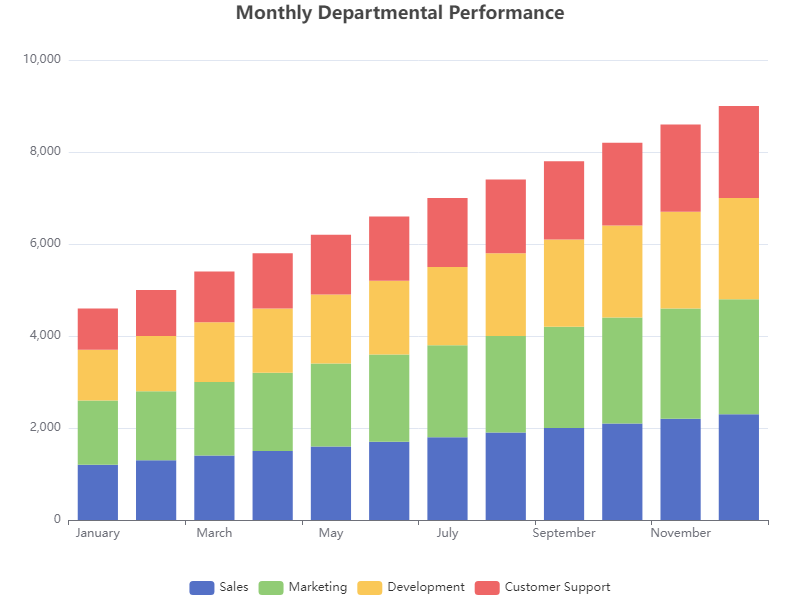 Monthly Departmental Performance
10,000
8,000
6,000
4,000
2,000
0
January March May July September November
Sales Marketing Development Customer Support